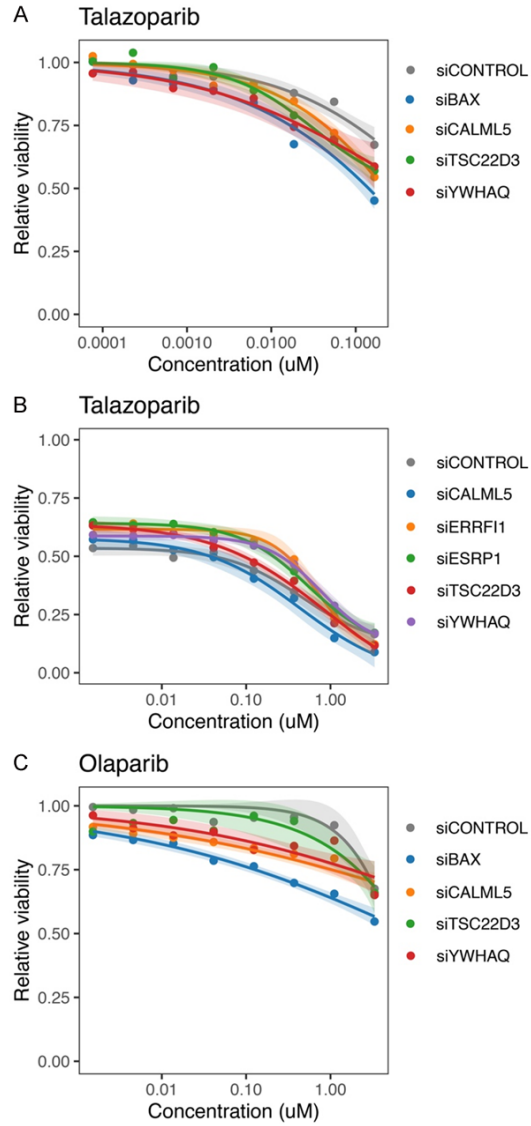 A
Talazoparib
Relative viability
1.00
0.75
0.50
0.25
0.00
0.0001
0.0010
0.0100
0.1000
Concentration (uM)
siCONTROL
siBAX
siCALML5
siTSC22D3
siYWHAQ
B
Talazoparib
Relative viability
1.00
0.75
0.50
0.25
0.00
0.01
0.10
1.00
Concentration (uM)
siCONTROL
siCALML5
siERRFI1
siESRP1
siTSC22D3
siYWHAQ
C
Olaparib
Relative viability
1.00
0.75
0.50
0.25
0.00
0.01
0.10
1.00
Concentration (uM)
siCONTROL
siBAX
siCALML5
siTSC22D3
siYWHAQ